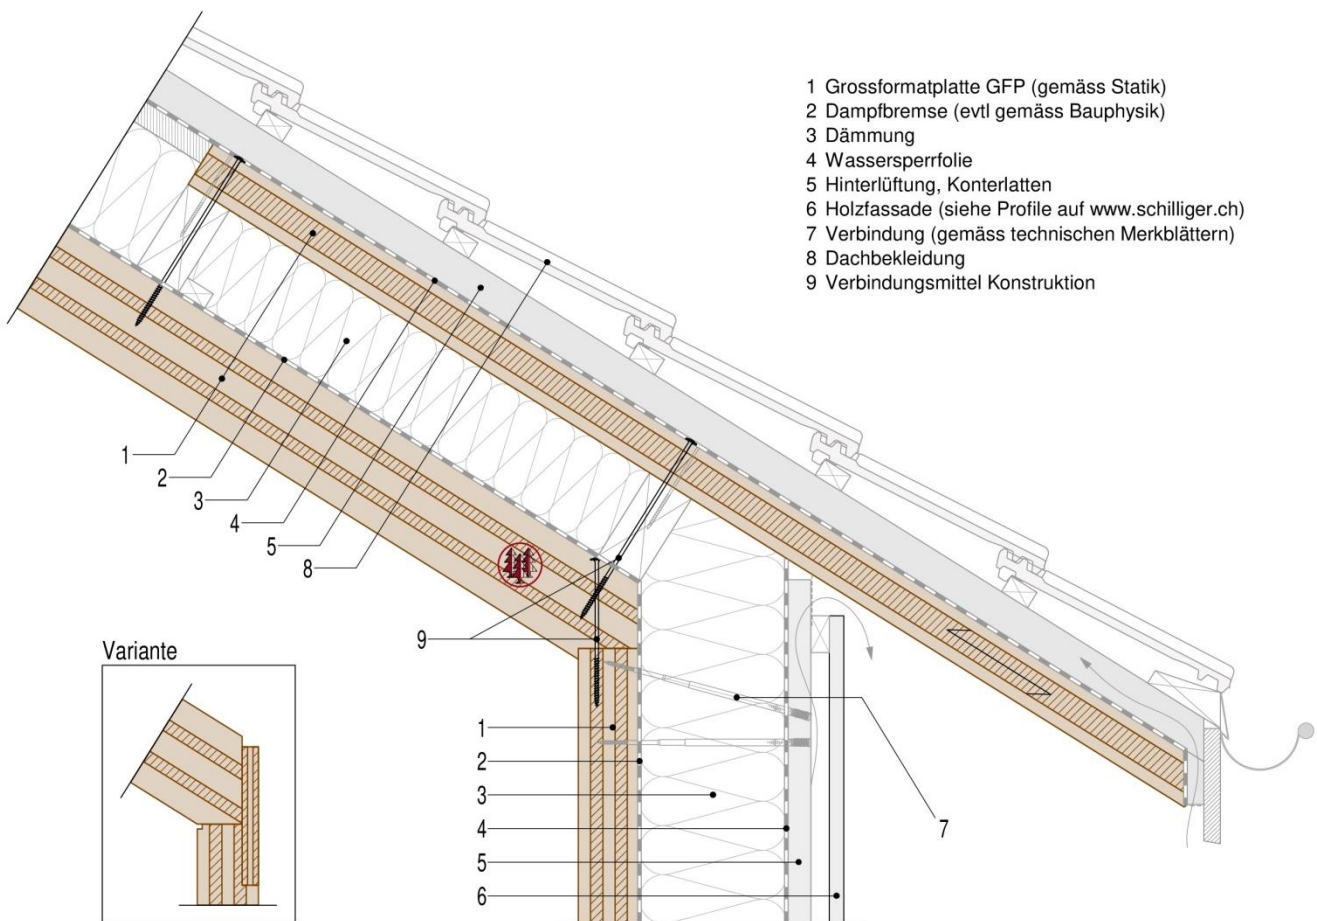 1 Grossformatplatte GFP (gemäss Statik)
2 Dampfbremse (evtl gemäss Bauphysik)
3 Dämmung
4 Wassersperrfolie
5 Hinterlüftung, Konterlatten
6 Holzfassade (siehe Profile auf www.schilliger.ch)
7 Verbindung (gemäss technischen Merkblättern)
8 Dachbekleidung
9 Verbindungsmittel Konstruktion
1
2
3
4
5
8
9
Variante
1
2
3
4
5
6
7